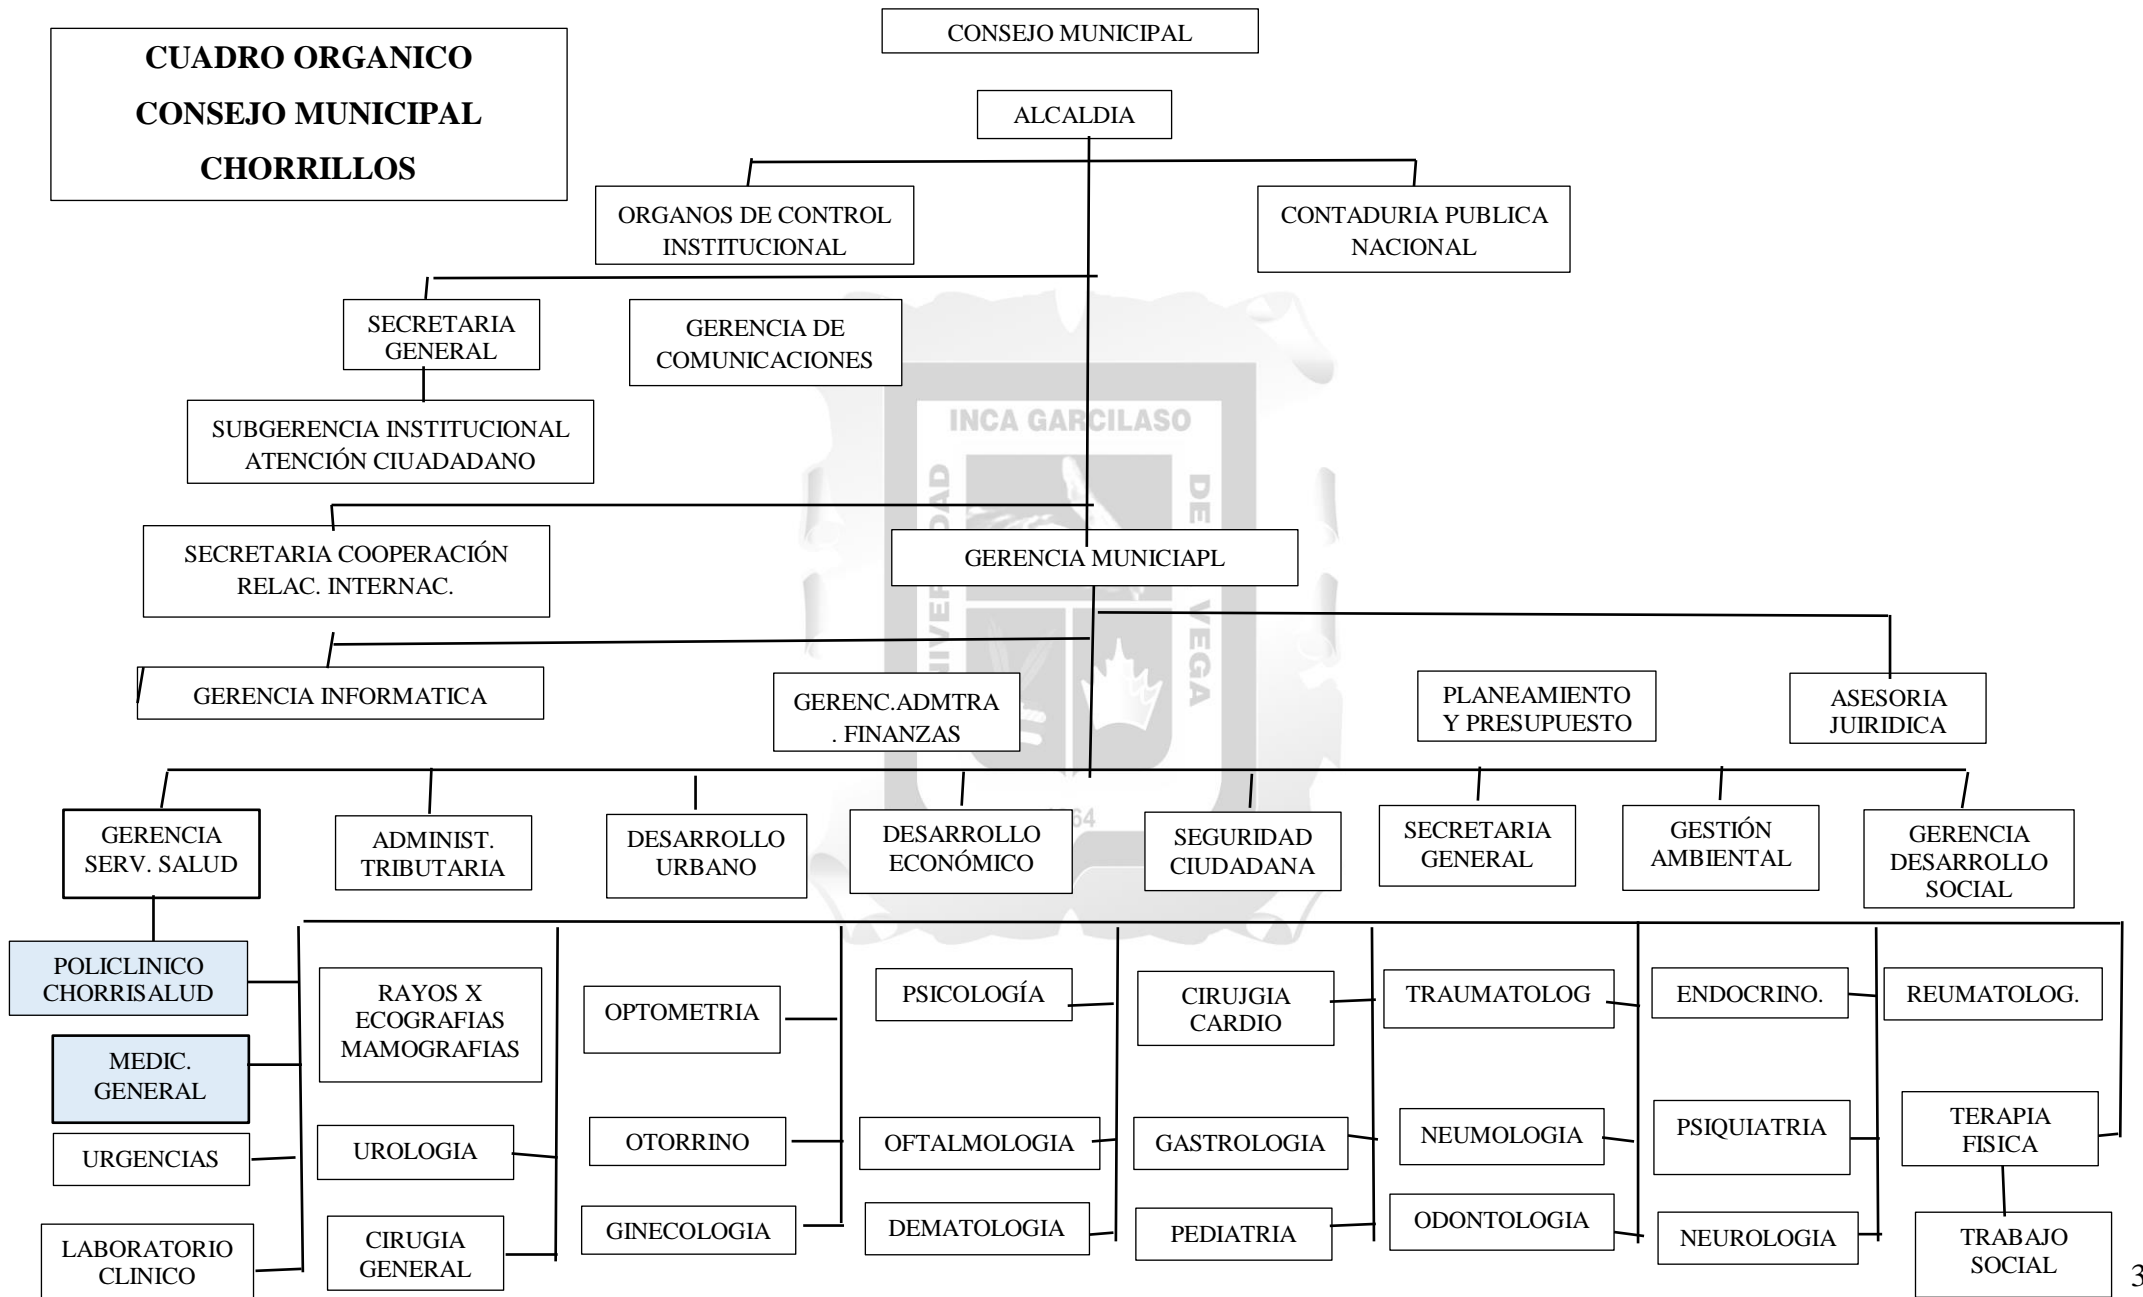 CUADRO ORGANICO
CONSEJO MUNICIPAL
CHORRILLOS
CONSEJO MUNICIPAL
ALCALDIA
ORGANOS DE CONTROL
INSTITUCIONAL
CONTADURIA PUBLICA
NACIONAL
SECRETARIA
GENERAL
GERENCIA DE
COMUNICACIONES
SUBGERENCIA INSTITUCIONAL
ATENCIÓN CIUADADANO
INCA GARCILASO
DE VEGA
SECRETARIA COOPERACIÓN
RELAC. INTERNAC.
GERENCIA MUNICIAPL
GERENCIA INFORMATICA
GERENC.ADMTRA
. FINANZAS
PLANEAMIENTO
Y PRESUPUESTO
ASESORIA
JUIRIDICA
GERENCIA
SERV. SALUD
ADMINIST.
TRIBUTARIA
DESARROLLO
URBANO
DESARROLLO
ECONÓMICO
SEGURIDAD
CIUDADANA
SECRETARIA
GENERAL
GESTIÓN
AMBIENTAL
GERENCIA
DESARROLLO
SOCIAL
POLICLINICO
CHORRISALUD
RAYOS X
ECOGRAFIAS
MAMOGRAFIAS
OPTOMETRIA
PSICOLOGÍA
CIRUJGIA
CARDIO
TRAUMATOLOG
ENDOCRINO.
REUMATOLOG.
MEDIC.
GENERAL
URGENCIAS
UROLOGIA
OTORRINO
OFTALMOLOGIA
GASTROLOGIA
NEUMOLOGIA
PSIQUIATRIA
TERAPIA
FISICA
LABORATORIO
CLINICO
CIRUGIA
GENERAL
GINECOLOGIA
DEMATOLOGIA
PEDIATRIA
ODONTOLOGIA
NEUROLOGIA
TRABAJO
SOCIAL
3